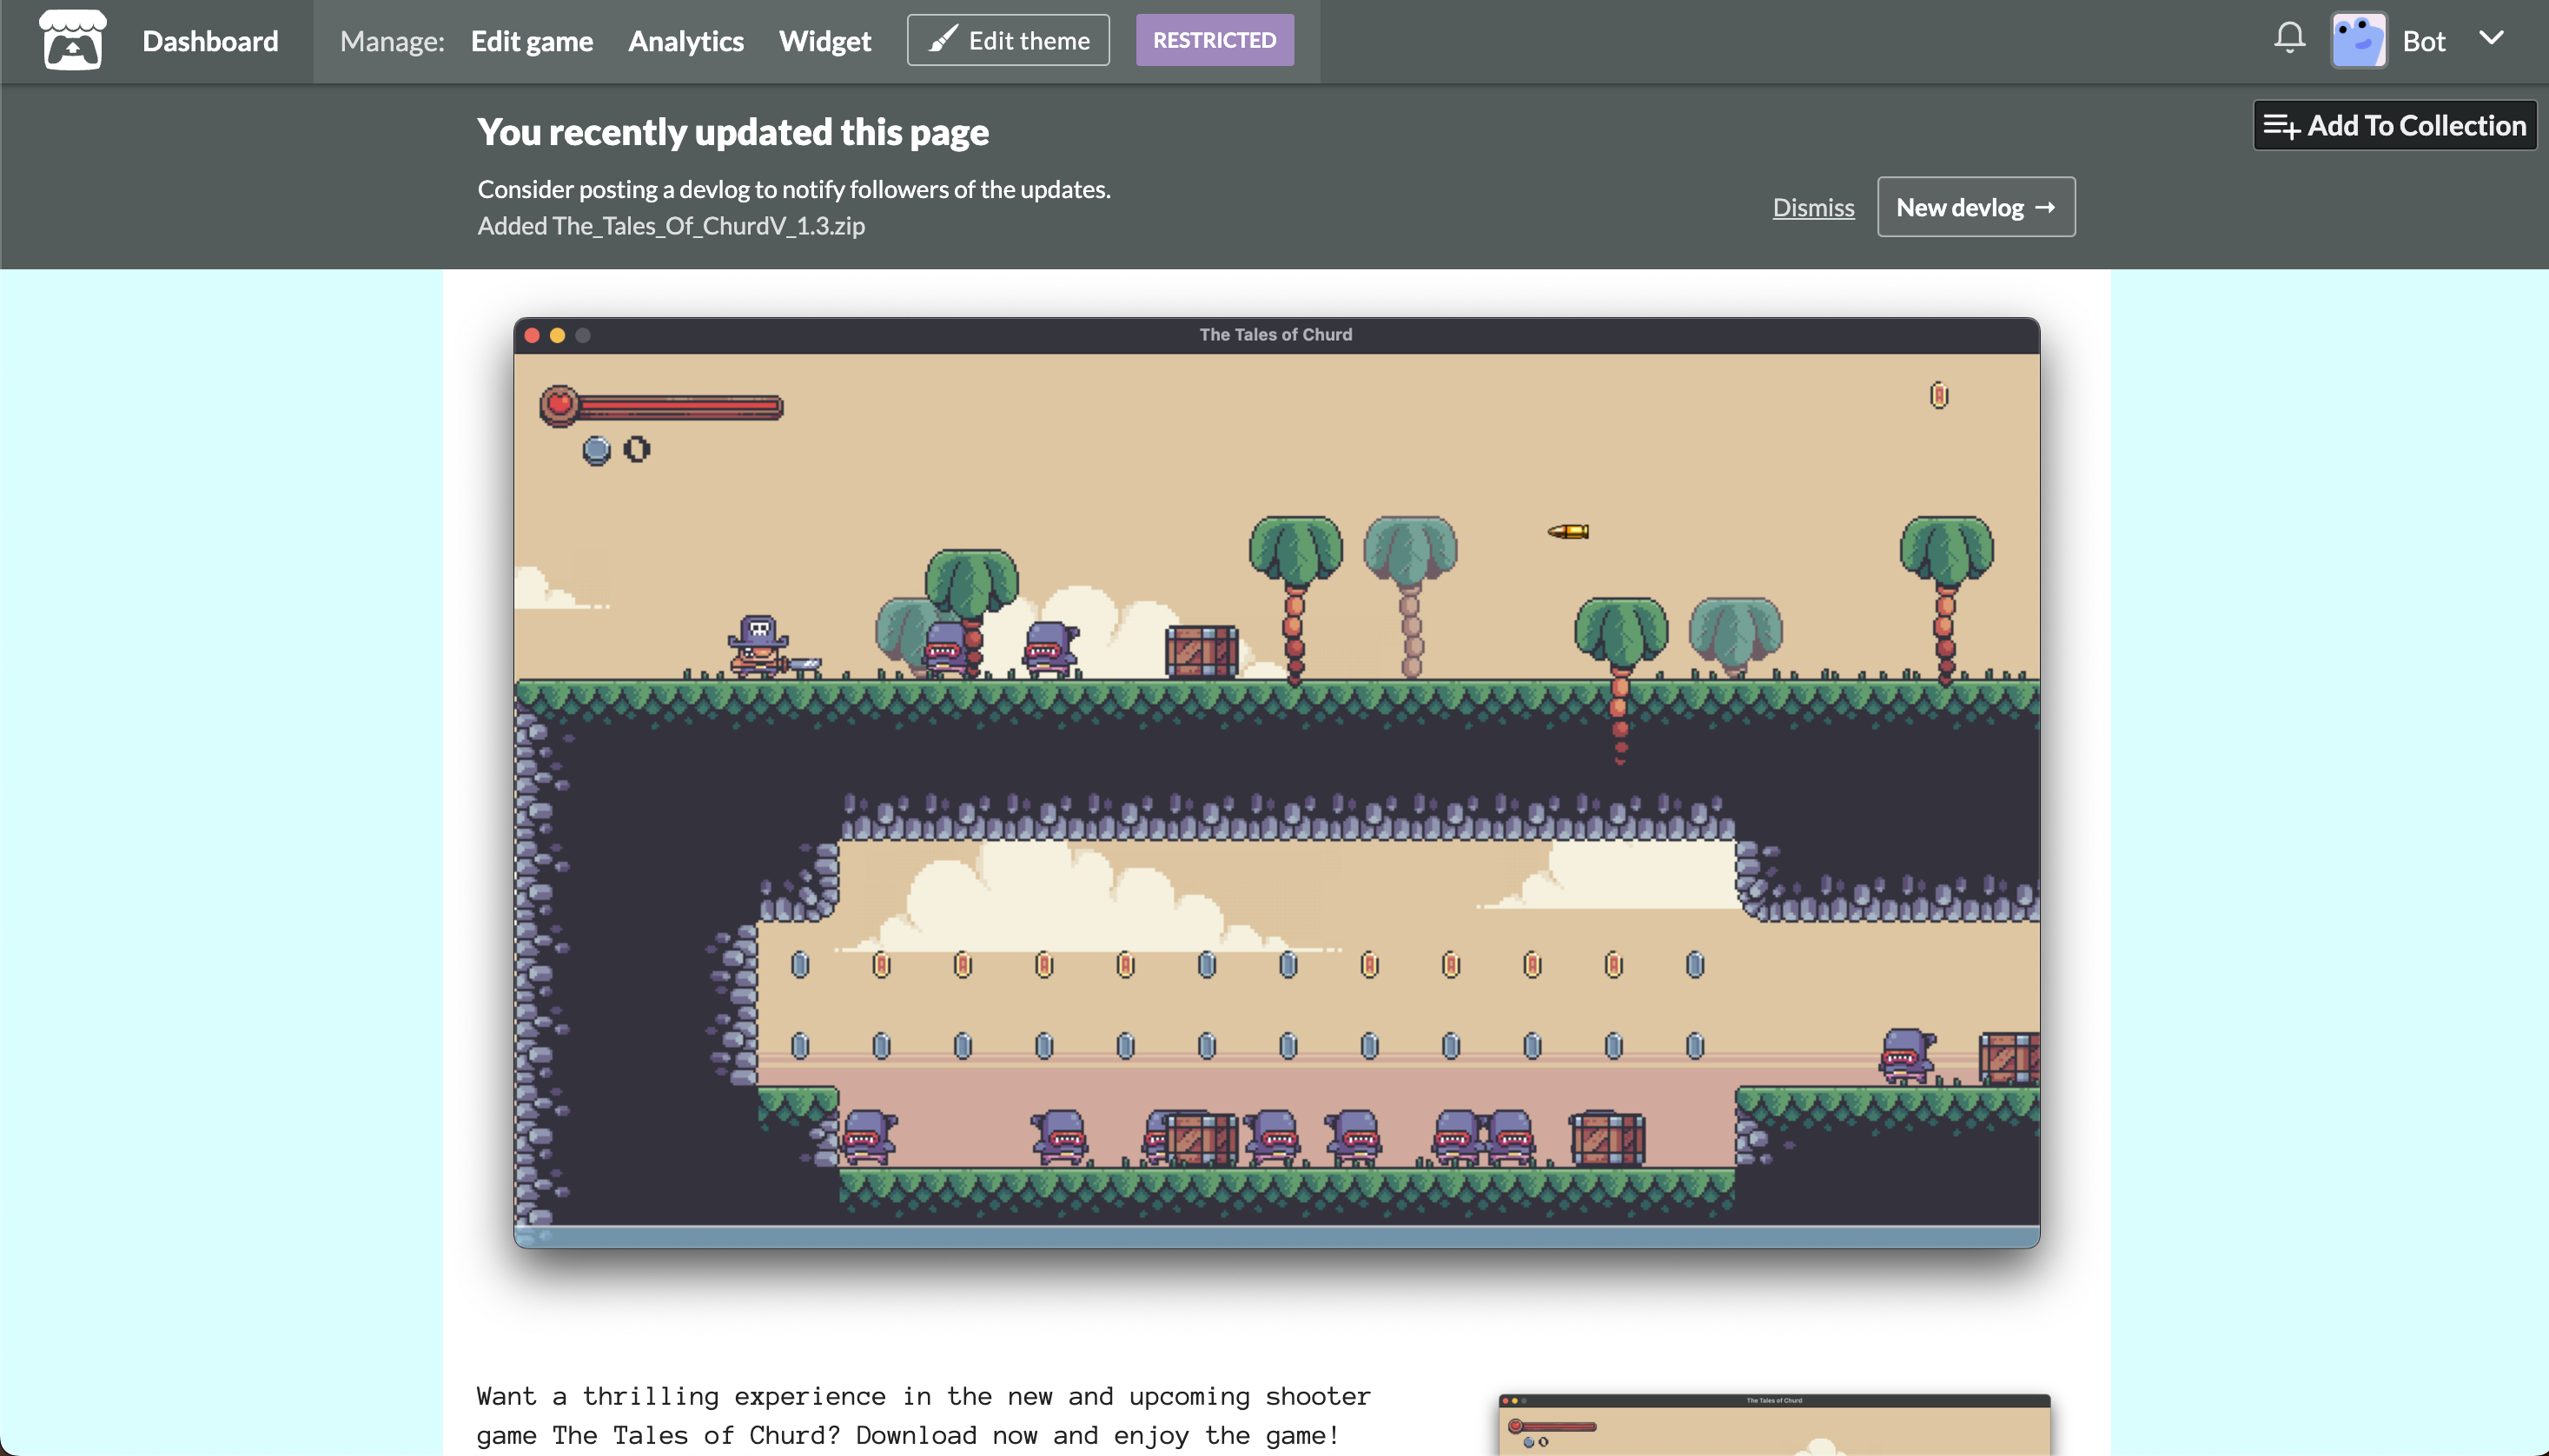 Dashboard
Manage: Edit game Analytics Widget Edit theme RESTRICTED
Bot
You recently updated this page
Add To Collection
Consider posting a devlog to notify followers of the updates.
Added The_Tales_Of_ChurdV_1.3.zip
Dismiss New devlog →
The Tales of Churd
0
Want a thrilling experience in the new and upcoming shooter
game The Tales of Churd? Download now and enjoy the game!
The Tales of Churd
0